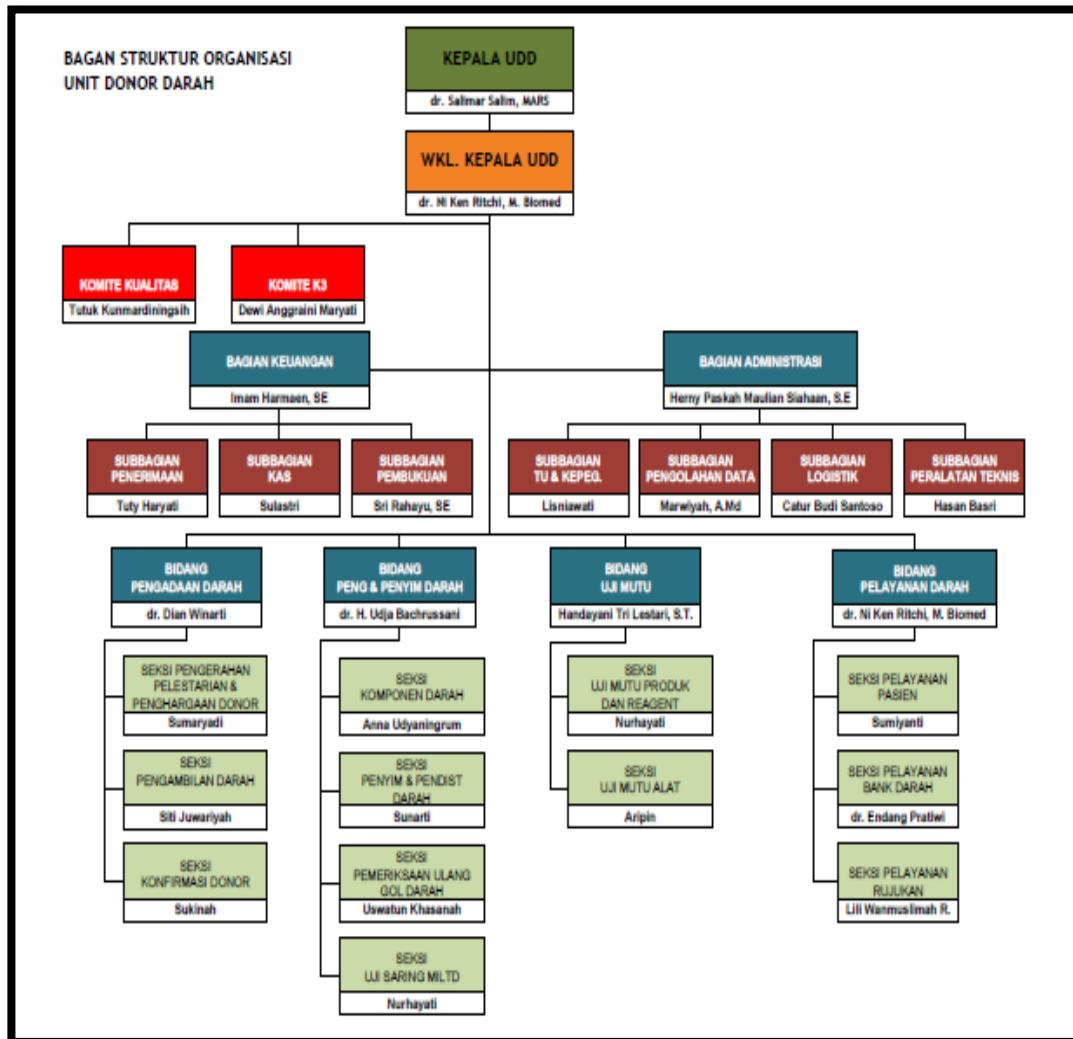 BAGAN STRUKTUR ORGANISASI
UNIT DONOR DARAH
KEPALA UDD
dr. Salimar Salim, MARS
WKL. KEPALA UDD
dr. Ni Ken Ritchi, M. Biomed
KOMITE KUALITAS
Tutuk Kunmardiningsih
KOMITE K3
Dewi Anggraini Maryati
BAGIAN KEUANGAN
Imam Harmaen, SE
BAGIAN ADMINISTRASI
Herny Paskah Maulian Siahaan, S.E
SUBBAGIAN
PENERIMAAN
Tuty Haryati
SUBBAGIAN
KAS
Sulastri
SUBBAGIAN
PEMBUKUAN
Sri Rahayu, SE
SUBBAGIAN
TU & KEPEG.
Lisniawati
SUBBAGIAN
PENGOLAHAN DATA
Marwiyah, A.Md
SUBBAGIAN
LOGISTIK
Catur Budi Santoso
SUBBAGIAN
PERALATAN TEKNIS
Hasan Basri
BIDANG
PENGADAAN DARAH
dr. Dian Winarti
BIDANG
PENG & PENYIM DARAH
dr. H. Udja Bachrussani
BIDANG
UJI MUTU
Handayani Tri Lestari, S.T.
BIDANG
PELAYANAN DARAH
dr. Ni Ken Ritchi, M. Biomed
SEKSI PENGERAHAN
PELESTARIAN &
PENGHARGAAN DONOR
Sumaryadi
SEKSI
PENGAMBILAN DARAH
Siti Juwariyah
SEKSI
KONFIRMASI DONOR
Sukinah
SEKSI
KOMPONEN DARAH
Anna Udyaningrum
SEKSI
PENYIM & PENDIST
DARAH
Sunarti
SEKSI
PEMERIKSAAN ULANG
GOL DARAH
Uswatun Khasanah
SEKSI
UJI SARING MILTD
Nurhayati
SEKSI
UJI MUTU PRODUK
DAN REAGENT
Nurhayati
SEKSI
UJI MUTU ALAT
Aripin
SEKSI PELAYANAN
PASIEN
Sumiyanti
SEKSI PELAYANAN
BANK DARAH
dr. Endang Pratiwi
SEKSI PELAYANAN
RUJUKAN
Lili Wanmuslimah R.